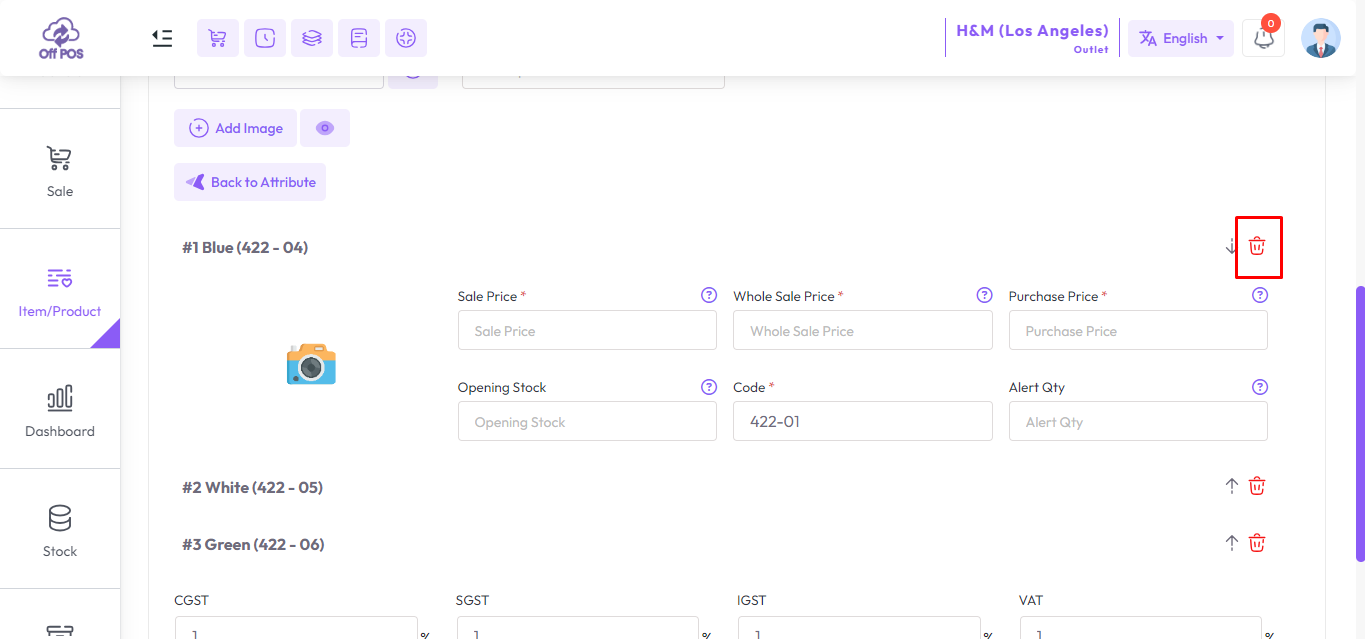 Off POS
H&M (Los Angeles)
Outlet
English
0
Add Image
Back to Attribute
Sale
Item/Product
Dashboard
Stock
#1 Blue (422 - 04)
Sale Price *
Whole Sale Price *
Purchase Price *
Sale Price
Whole Sale Price
Purchase Price
Opening Stock
Code *
Alert Qty
Opening Stock
422-01
Alert Qty
#2 White (422 - 05)
#3 Green (422 - 06)
CGST
SGST
IGST
VAT
1 %
1 %
1 %
1 %